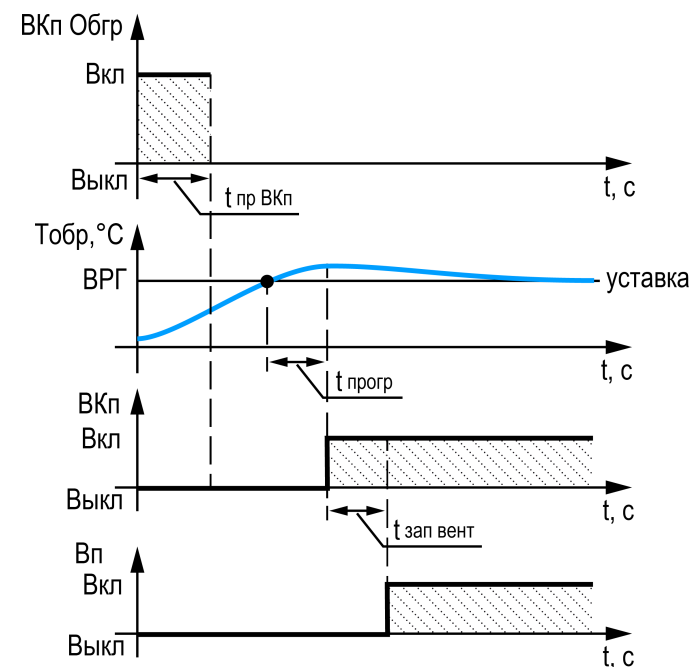 ВКп Обгр
Вкл
Выкл
t, с
t пр ВКп
Тобр,°С
ВРГ
уставка
t, с
t прогр
ВКп
Вкл
Выкл
t, с
t зап вент
Вп
Вкл
Выкл
t, с